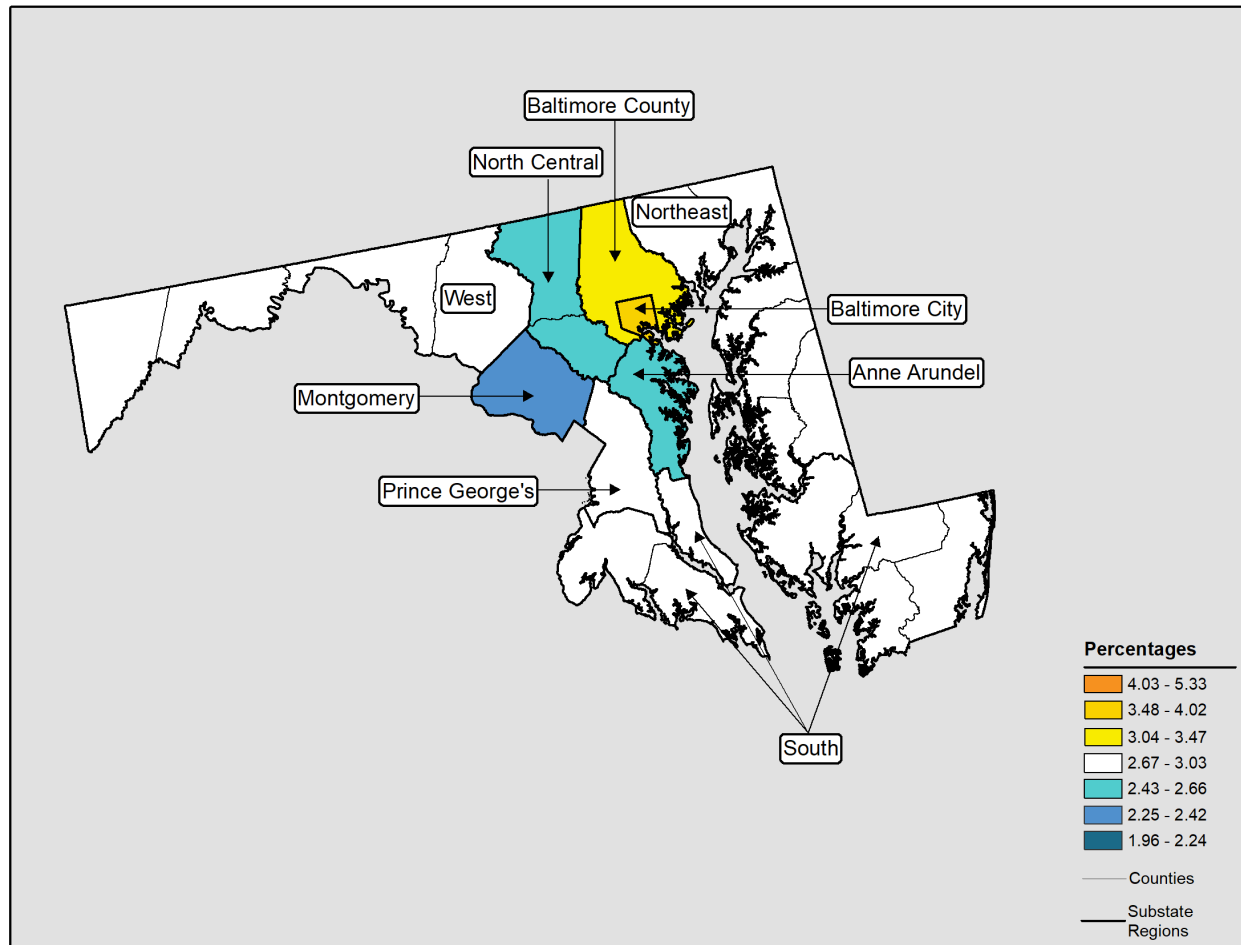 Baltimore County
North Central
Northeast
West
Baltimore City
Anne Arundel
Montgomery
Prince George's
South
Percentages
4.03 - 5.33
3.48 - 4.02
3.04 - 3.47
2.67 - 3.03
2.43 - 2.66
2.25 - 2.42
1.96 - 2.24
Counties
Substate
Regions